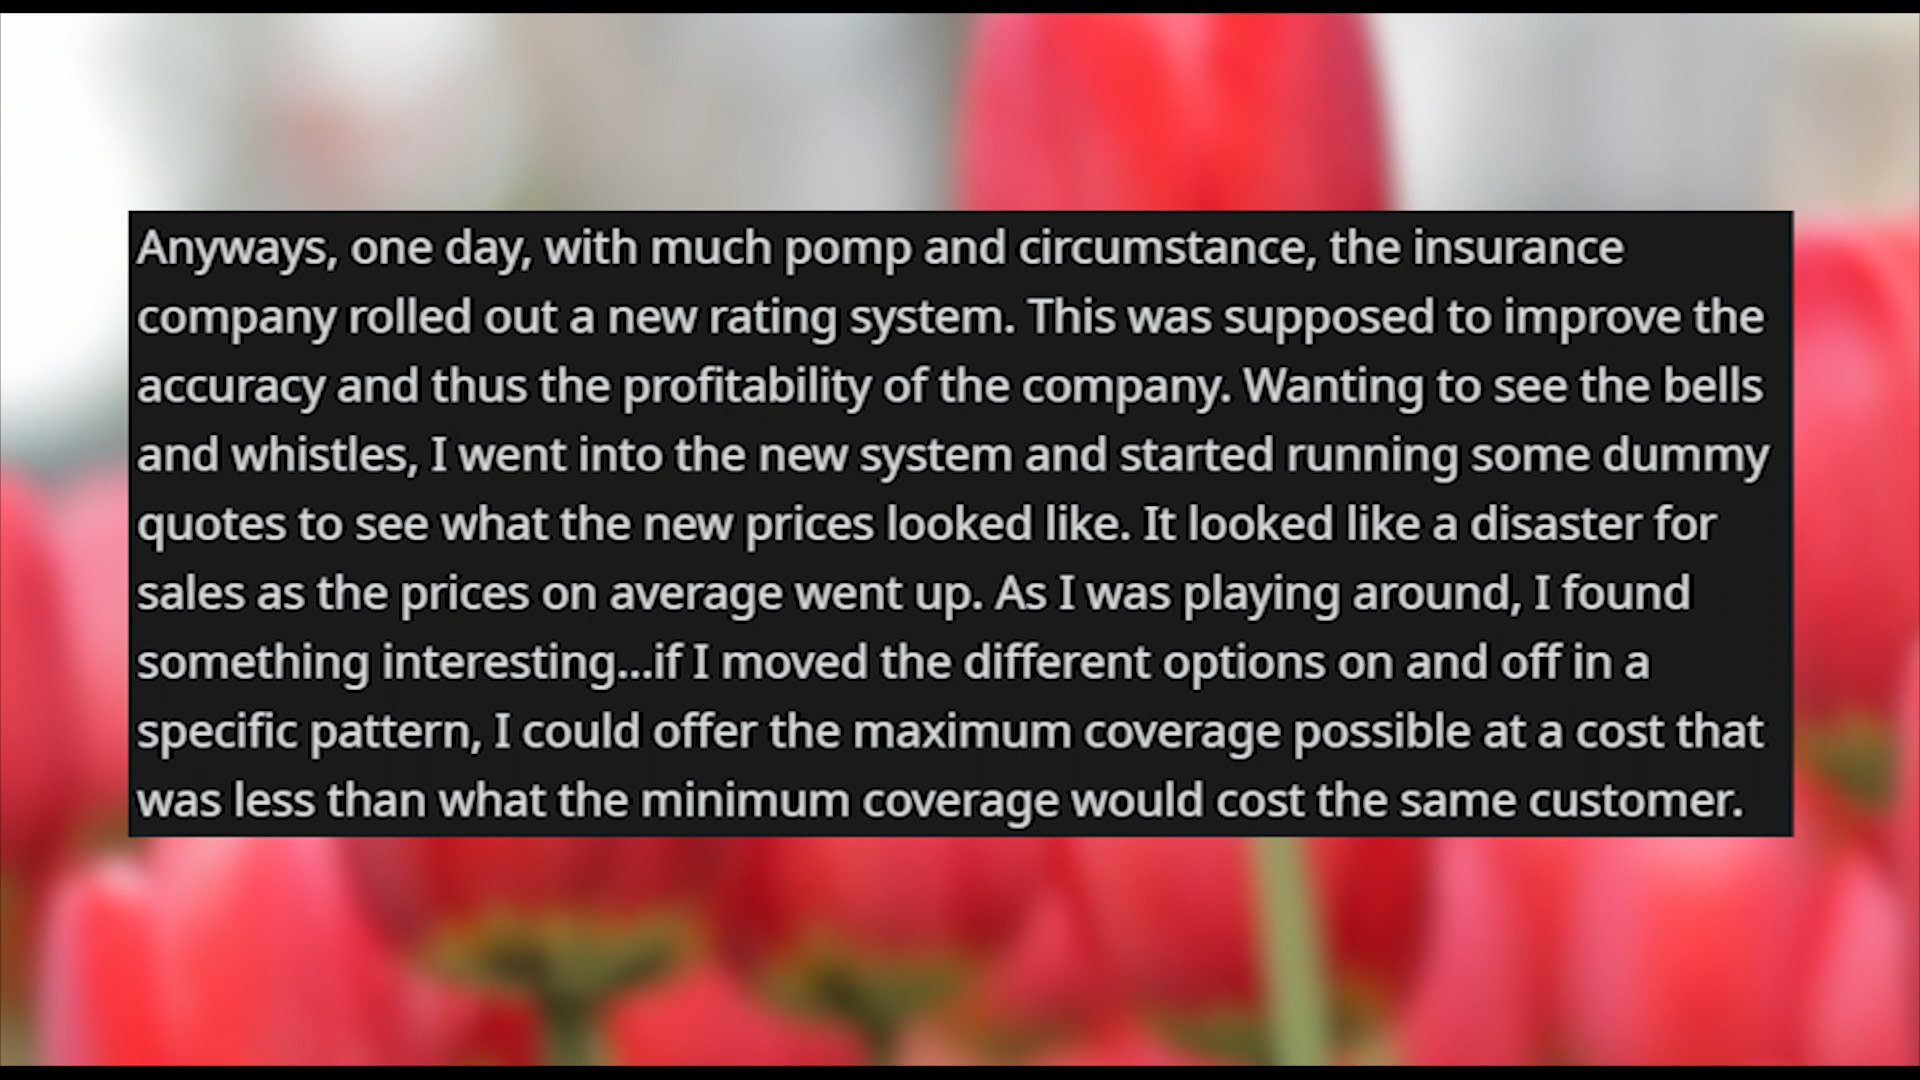 Anyways, one day, with much pomp and circumstance, the insurance
company rolled out a new rating system. This was supposed to improve the
accuracy and thus the profitability of the company. Wanting to see the bells
and whistles, I went into the new system and started running some dummy
quotes to see what the new prices looked like. It looked like a disaster for
sales as the prices on average went up. As I was playing around, I found
something interesting...if I moved the different options on and off in a
specific pattern, I could offer the maximum coverage possible at a cost that
was less than what the minimum coverage would cost the same customer.